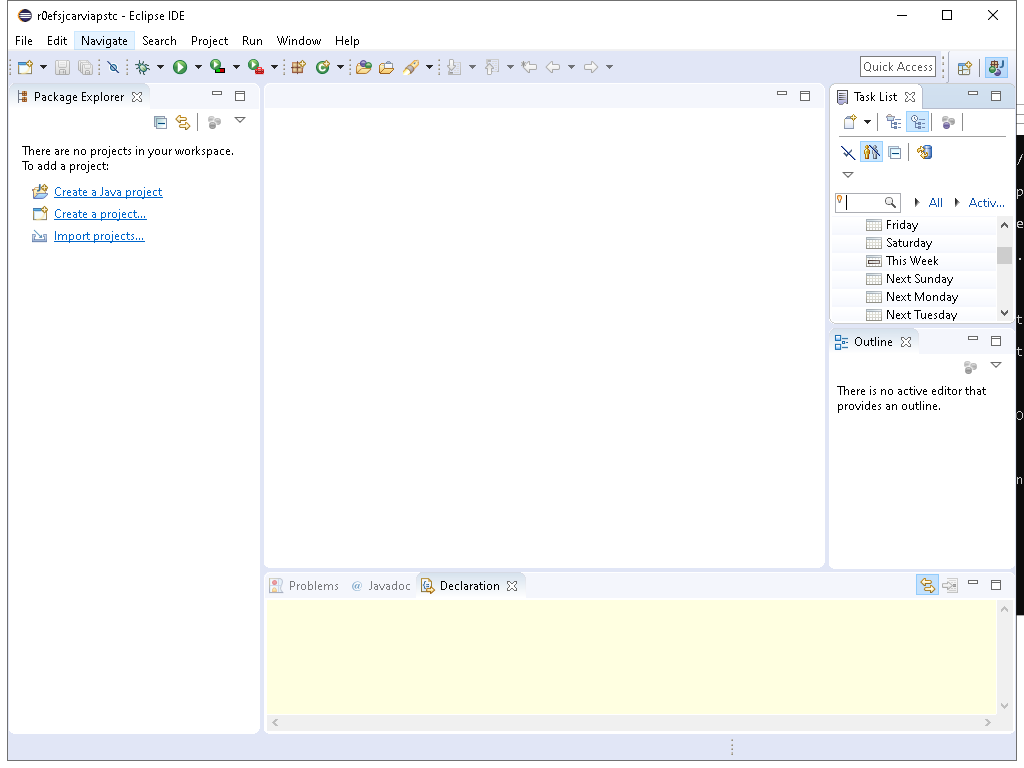 r0efsjcarviapstc - Eclipse IDE
File Edit Navigate Search Project Run Window Help
Quick Access
Package Explorer
Task List
There are no projects in your workspace.
To add a project:
Create a Java project
Create a project...
Import projects...
All Activ...
Friday
Saturday
This Week
Next Sunday
Next Monday
Next Tuesday
Outline
There is no active editor that
provides an outline.
Problems @ Javadoc Declaration